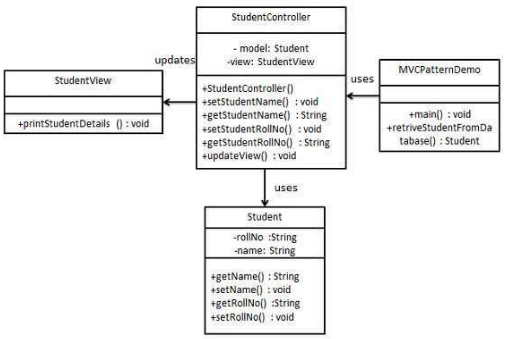 StudentController
- model: Student
-view: StudentView
+StudentController()
+setStudentName() : void
+getStudentName() : String
+setStudentRollNo() : void
+getStudentRollNo() : String
+updateView() : void
updates
StudentView
+printStudentDetails () : void
uses
MVCPatternDemo
+main() : void
+retriveStudentFromDa
tabase() : Student
uses
Student
-rollNo :String
-name: String
+getName() : String
+setName() : void
+getRollNo() :String
+setRollNo() : void